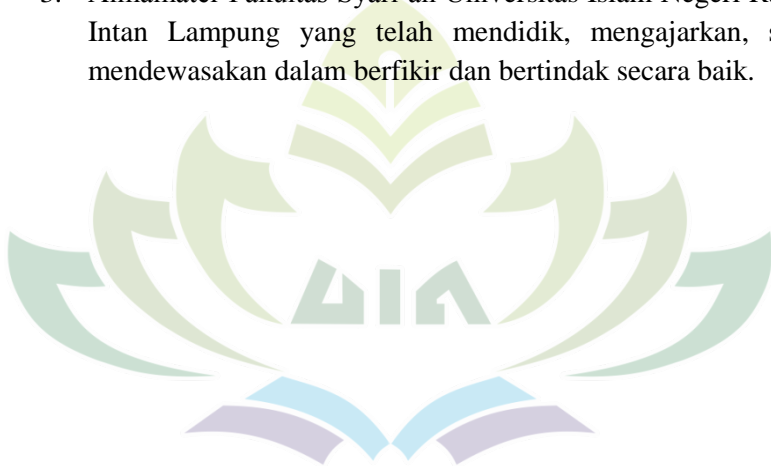 Almamater Fakultas Syari'ah Universitas Islam Negeri
Intan Lampung yang telah mendidik, mengajarkan,
mendewasakan dalam berfikir dan bertindak secara baik.
UIN